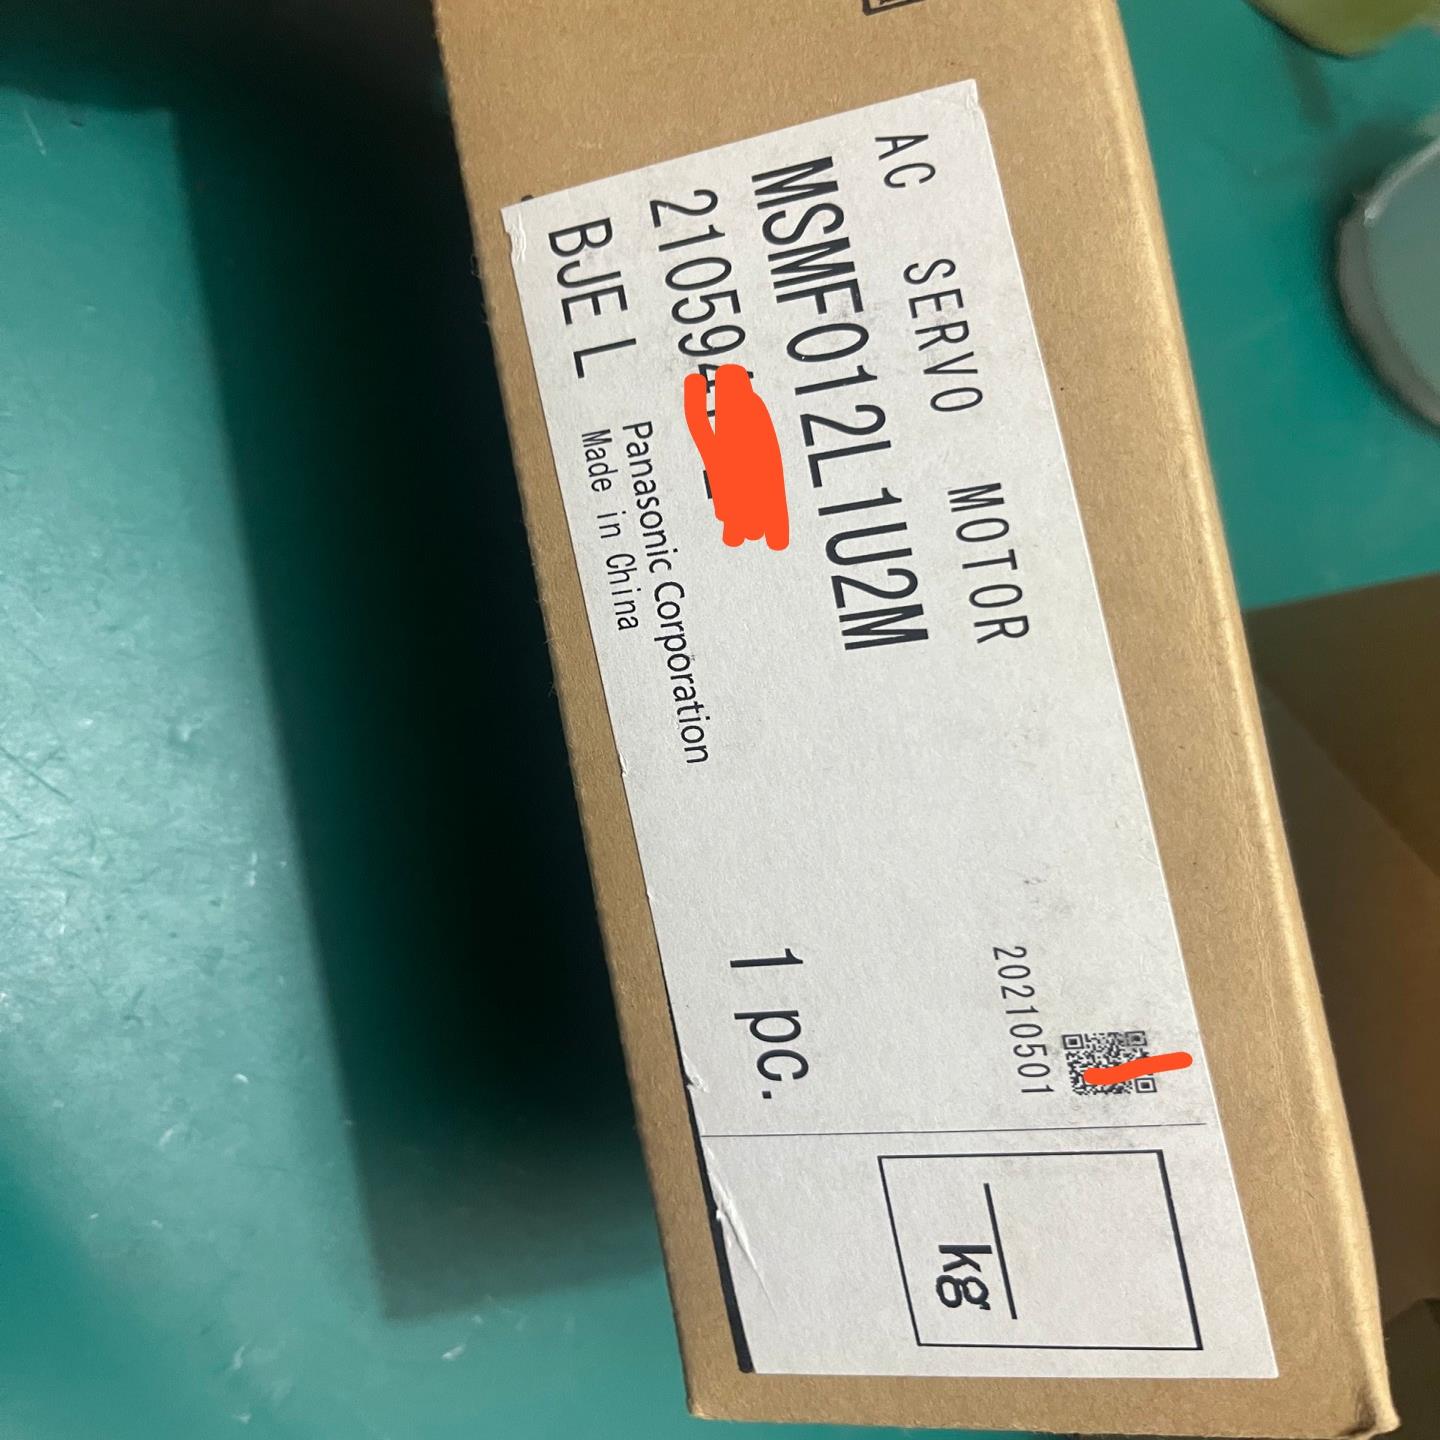 AC SERVO MOTOR
20210501
MSMF012L1U2M
21059
1 pc.
BJE L
Panasonic Corporation
Made in China
kg